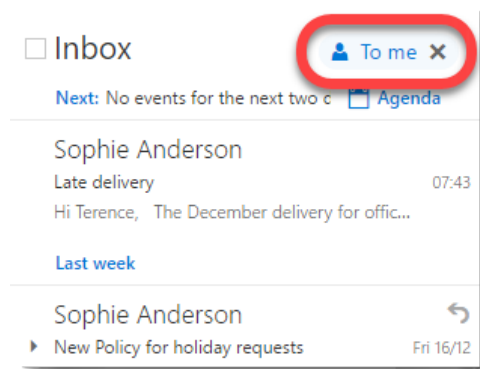 Inbox
To me
Next: No events for the next two c Agenda
Sophie Anderson
Late delivery 07:43
Hi Terence, The December delivery for offic...
Last week
Sophie Anderson
New Policy for holiday requests Fri 16/12